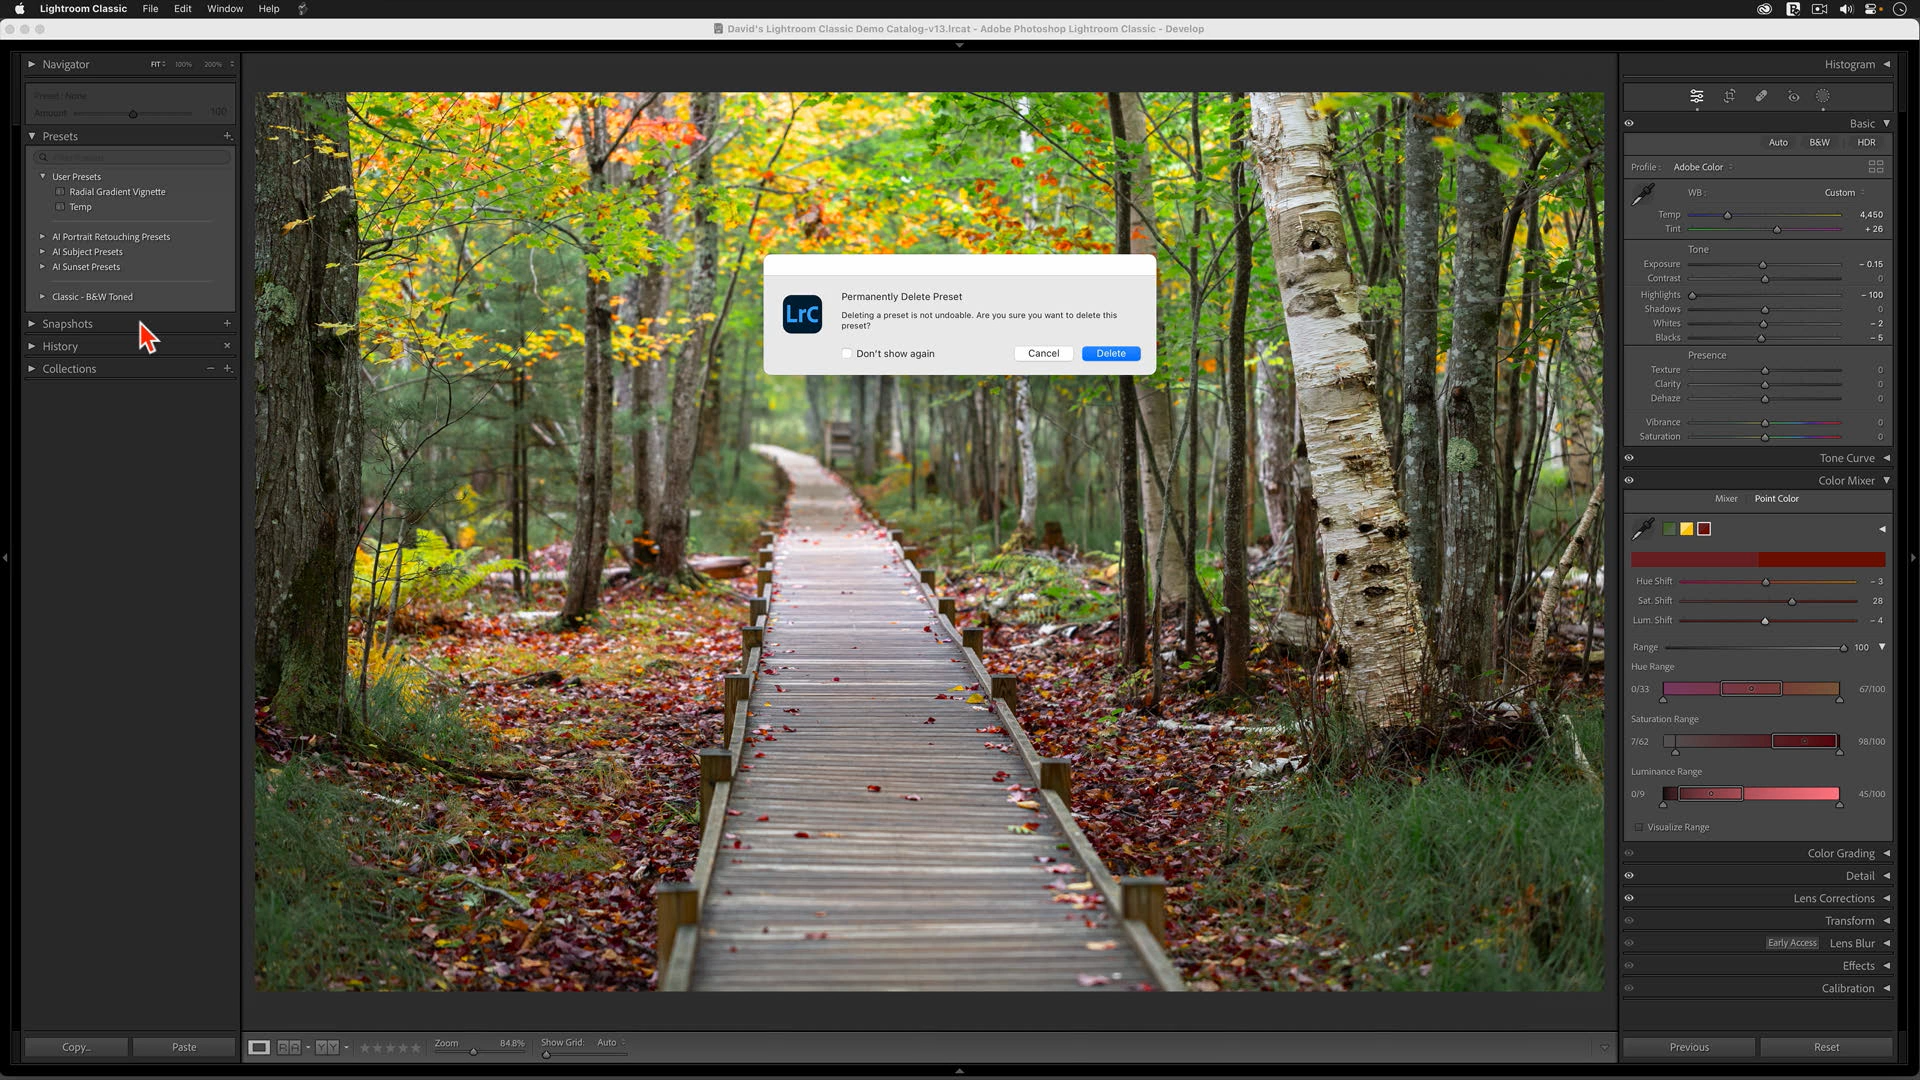 Lightroom Classic File Edit Window Help
David's Lightroom Classic Demo Catalog-v13.lrcat - Adobe Photoshop Lightroom Classic - Develop
Navigator FIT 100% 200%
Preset: None
Amount 100
Presets
User Presets
Radial Gradient Vignette
Temp
AI Portrait Retouching Presets
AI Subject Presets
AI Sunset Presets
Classic - B&W Toned
Snapshots
History
Collections
Copy...
Paste
LrC
Permanently Delete Preset
Deleting a preset is not undoable. Are you sure you want to delete this
preset?
Don't show again
Cancel
Delete
Zoom 84.8%
Show Grid: Auto
Histogram
Basic
Auto B&W HDR
Profile: Adobe Color
WB: Custom
Temp 4,450
Tint + 26
Tone
Exposure - 0.15
Contrast 0
Highlights - 100
Shadows 0
Whites - 2
Blacks - 5
Presence
Texture 0
Clarity 0
Dehaze 0
Vibrance 0
Saturation 0
Tone Curve
Color Mixer
Mixer Point Color
Hue Shift - 3
Sat. Shift 28
Lum. Shift - 4
Range 100
Hue Range
0/33 67/100
Saturation Range
7/62 98/100
Luminance Range
0/9 45/100
Visualize Range
Color Grading
Detail
Lens Corrections
Transform
Early Access Lens Blur
Effects
Calibration
Previous
Reset